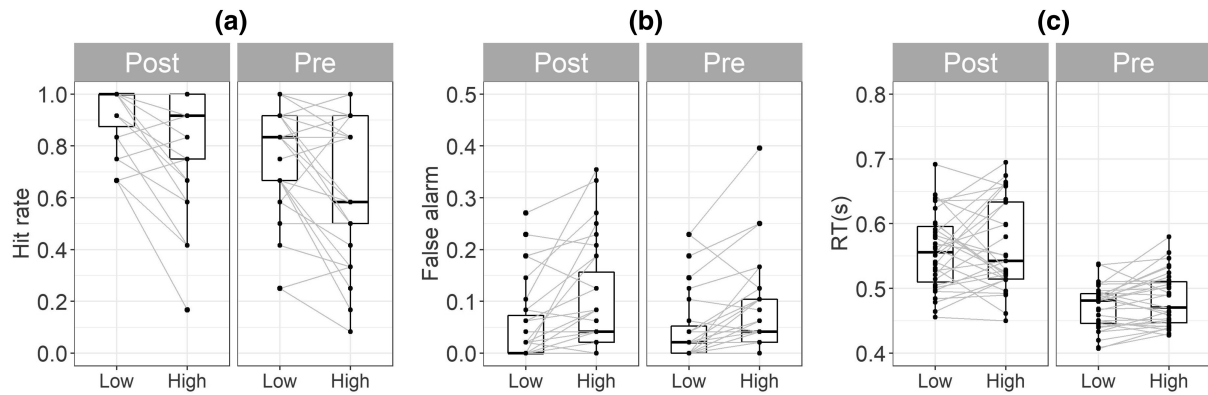 (a) (b) (c)
Post Pre Post Pre Post Pre
Hit rate
1.0
0.8
0.6
0.4
0.2
0.0
Low High Low High
False alarm
0.5
0.4
0.3
0.2
0.1
0.0
Low High Low High
RT(s)
0.8
0.7
0.6
0.5
0.4
Low High Low High